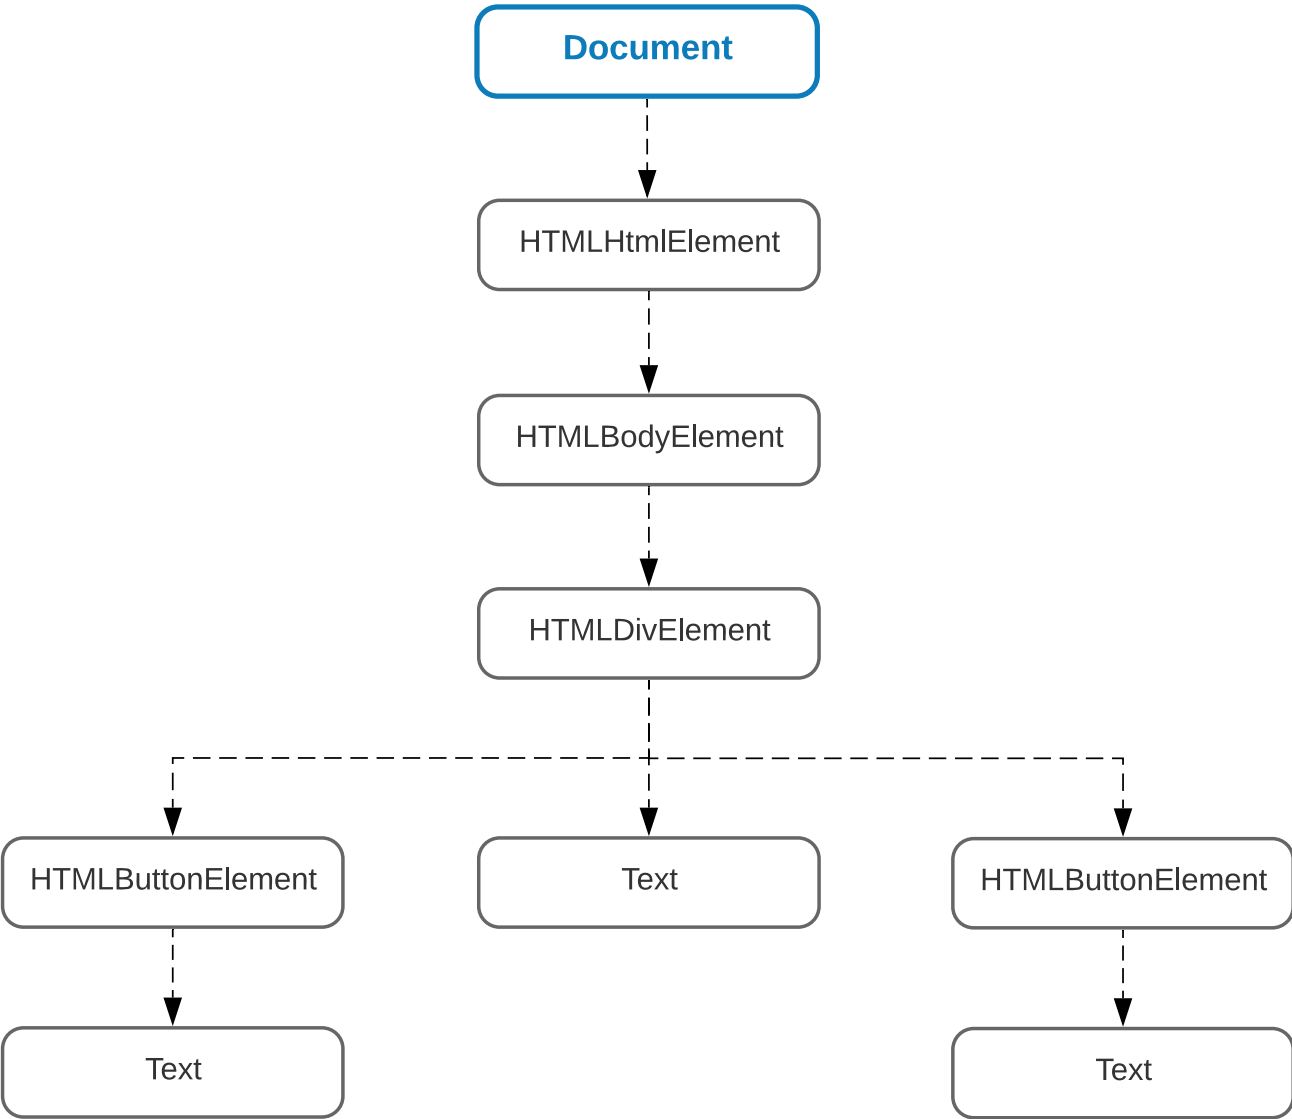 Document
HTMLHtmlElement
HTMLBodyElement
HTMLDivElement
HTMLButtonElement
Text
HTMLButtonElement
Text
Text